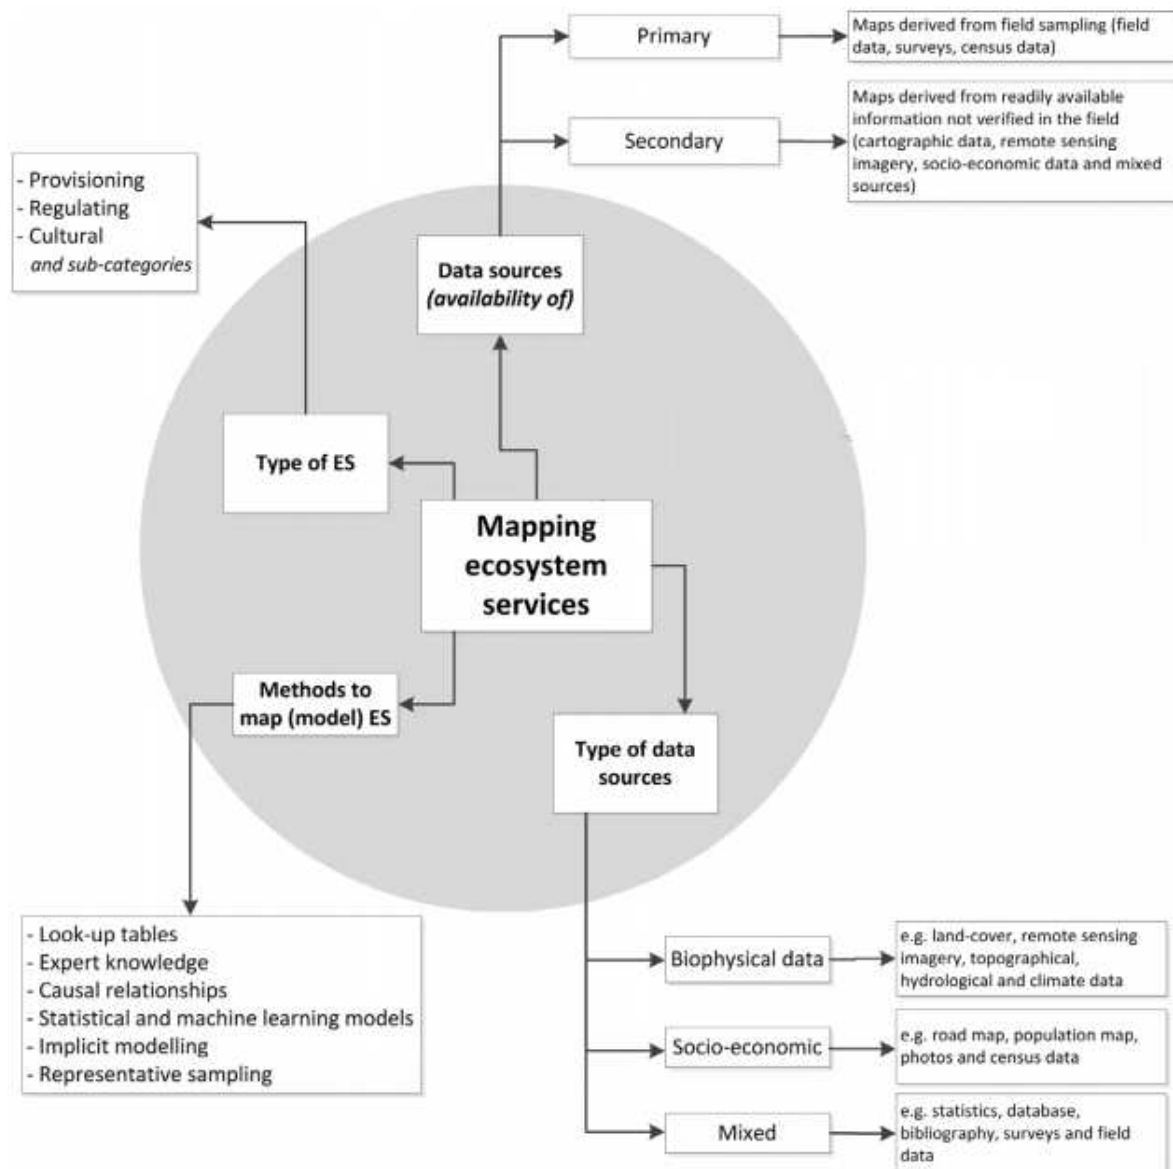 Primary
Maps derived from field sampling (field
data, surveys, census data)
Secondary
Maps derived from readily available
information not verified in the field
(cartographic data, remote sensing
imagery, socio-economic data and mixed
sources)
- Provisioning
- Regulating
- Cultural
and sub-categories
Data sources
(availability of)
Type of ES
Mapping
ecosystem
services
Methods to
map (model) ES
Type of data
sources
- Look-up tables
- Expert knowledge
- Causal relationships
- Statistical and machine learning models
- Implicit modelling
- Representative sampling
Biophysical data
e.g. land-cover, remote sensing
imagery, topographical,
hydrological and climate data
Socio-economic
e.g. road map, population map,
photos and census data
Mixed
e.g. statistics, database,
bibliography, surveys and field
data